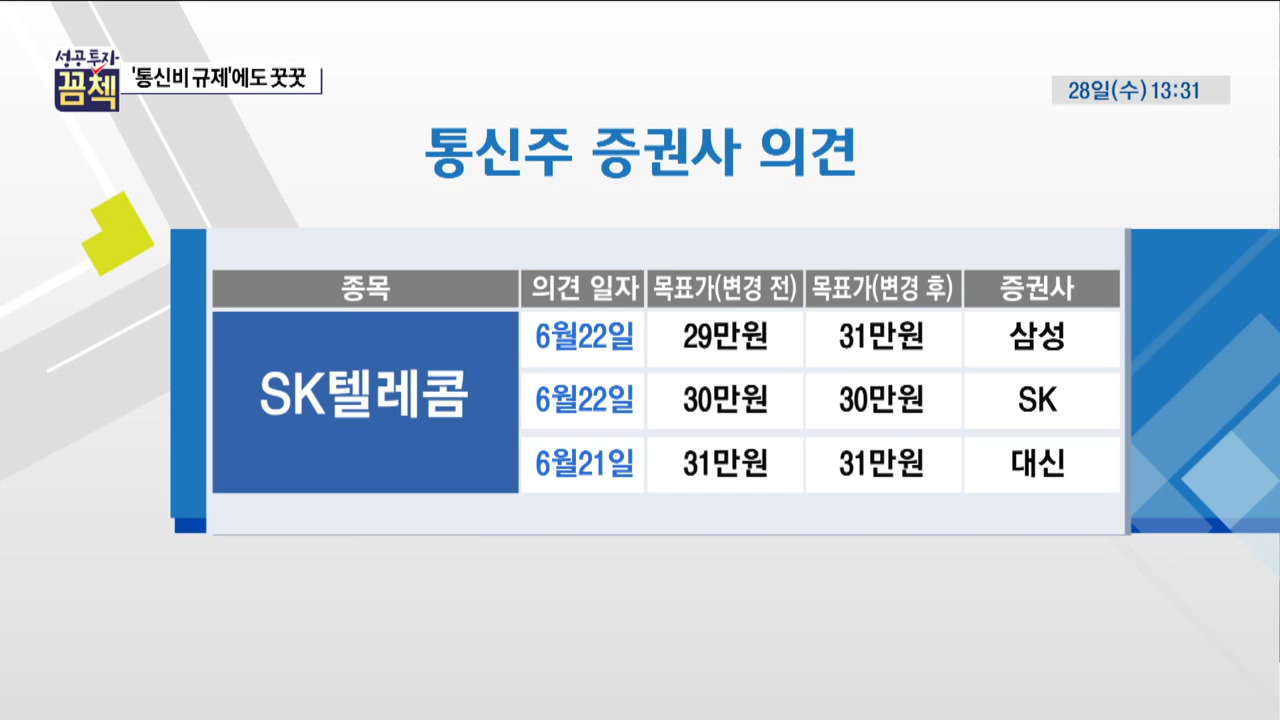 성공투자
꼼첵
'통신비 규제'에도 꿋꿋
28일(수) 13:31
통신주 증권사 의견
종목 의견 일자 목표가(변경 전) 목표가(변경 후) 증권사
SK텔레콤
6월22일 29만원 31만원 삼성
6월22일 30만원 30만원 SK
6월21일 31만원 31만원 대신